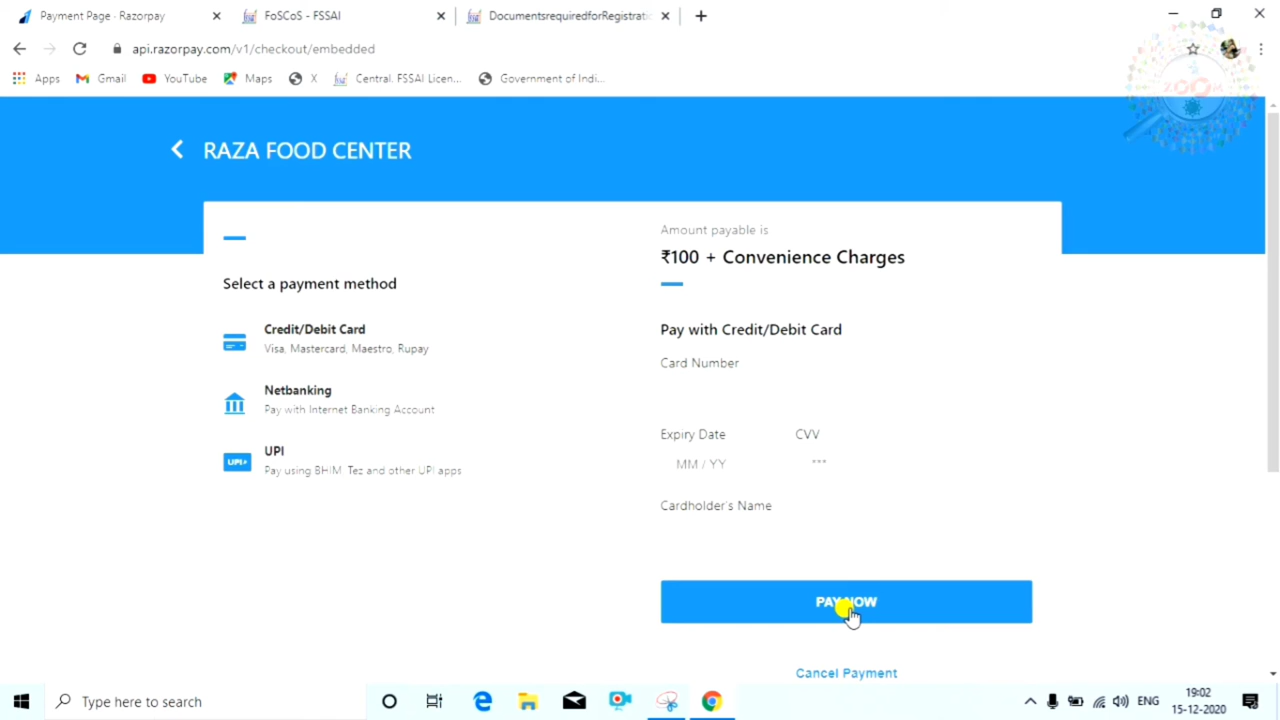 Payment Page - Razorpay
FoSCoS - FSSAI
DocumentsrequiredforRegistrati
api.razorpay.com/v1/checkout/embedded
Apps
Gmail
YouTube
Maps
X
Central. FSSAI Licen...
Government of Indi...
ZOOM
RAZA FOOD CENTER
Amount payable is
₹100 + Convenience Charges
Select a payment method
Credit/Debit Card
Visa, Mastercard, Maestro, Rupay
Netbanking
Pay with Internet Banking Account
UPI
UPI
Pay using BHIM, Tez and other UPI apps
Pay with Credit/Debit Card
Card Number
Expiry Date
CVV
MM / YY
***
Cardholder's Name
PAY NOW
Cancel Payment
Type here to search
ENG
19:02
15-12-2020